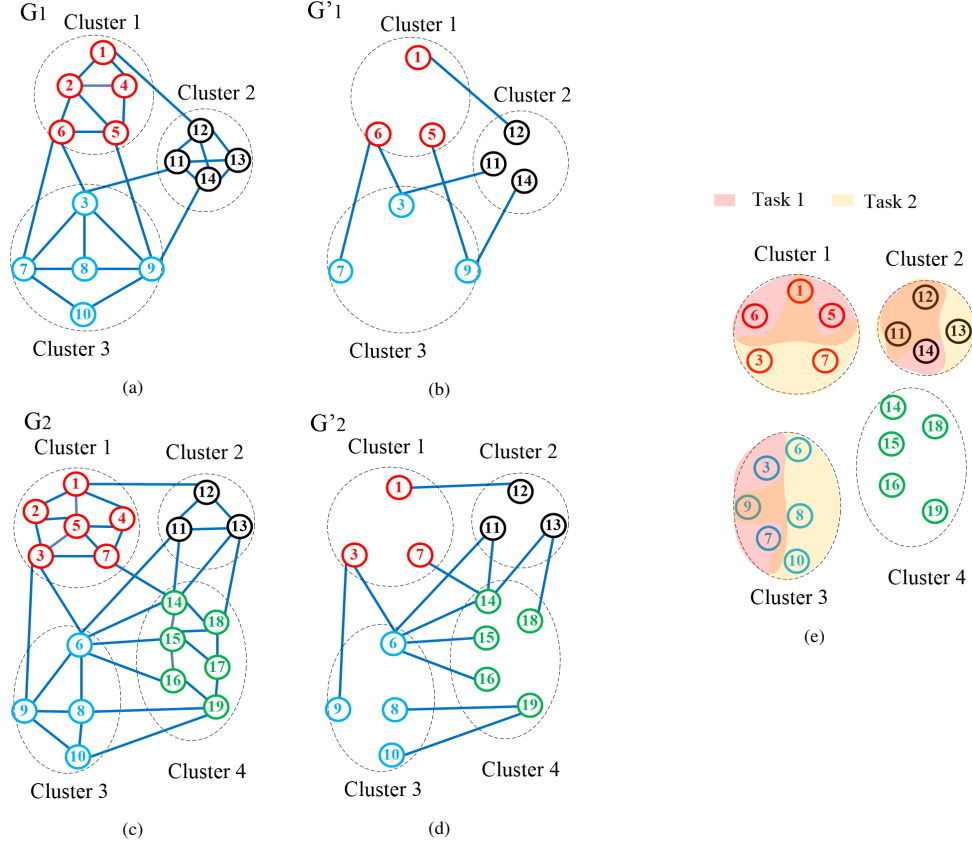 G1
Cluster 1
1
2
4
6
5
Cluster 2
12
11
13
14
3
7
8
9
10
Cluster 3
(a)
G'1
Cluster 1
1
6
5
Cluster 2
12
11
14
3
7
9
Cluster 3
(b)
G2
Cluster 1
1
2
4
5
3
7
Cluster 2
12
11
13
14
18
15
17
16
19
6
9
8
10
Cluster 4
Cluster 3
(c)
G'2
Cluster 1
1
3
7
Cluster 2
12
11
13
14
18
15
16
19
6
9
8
10
Cluster 4
Cluster 3
(d)
Task 1 Task 2
Cluster 1
1
6
5
3
7
Cluster 2
12
11
13
14
6
3
9
8
7
10
Cluster 3
14
18
15
16
19
Cluster 4
(e)